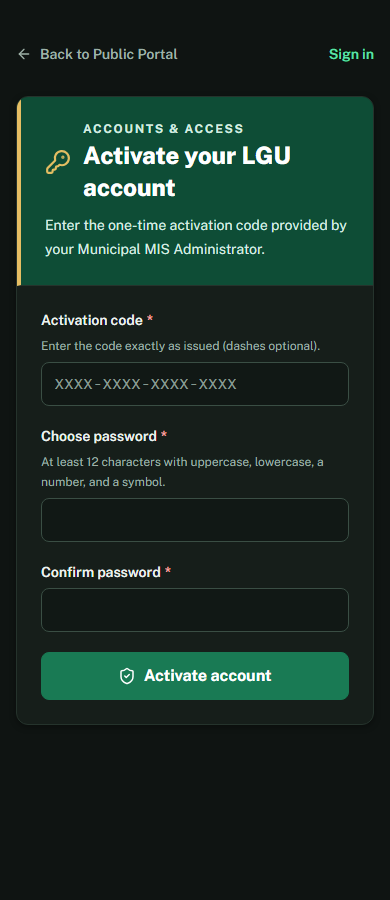 Back to Public Portal
Sign in
ACCOUNTS & ACCESS
Activate your LGU
account
Enter the one-time activation code provided by
your Municipal MIS Administrator.
Activation code *
Enter the code exactly as issued (dashes optional).
XXXX-XXXX-XXXX-XXXX
Choose password *
At least 12 characters with uppercase, lowercase, a
number, and a symbol.
Confirm password *
Activate account